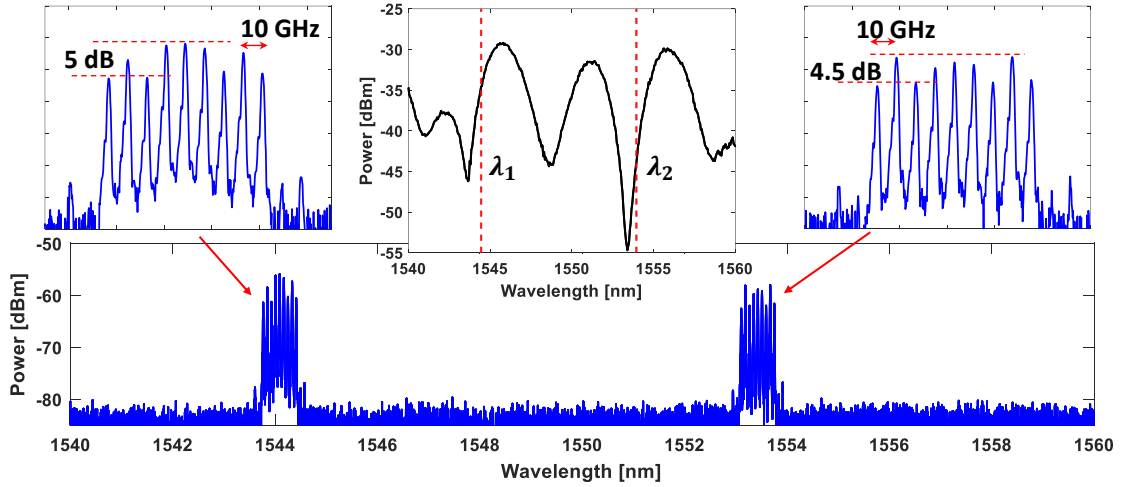 10 GHz
5 dB
-25
-30
-35
-40
-45
-50
-55
Power [dBm]
λ1
λ2
1540
1545
1550
1555
1560
Wavelength [nm]
10 GHz
4.5 dB
-50
-60
-70
-80
Power [dBm]
1540
1542
1544
1546
1548
1550
1552
1554
1556
1558
1560
Wavelength [nm]